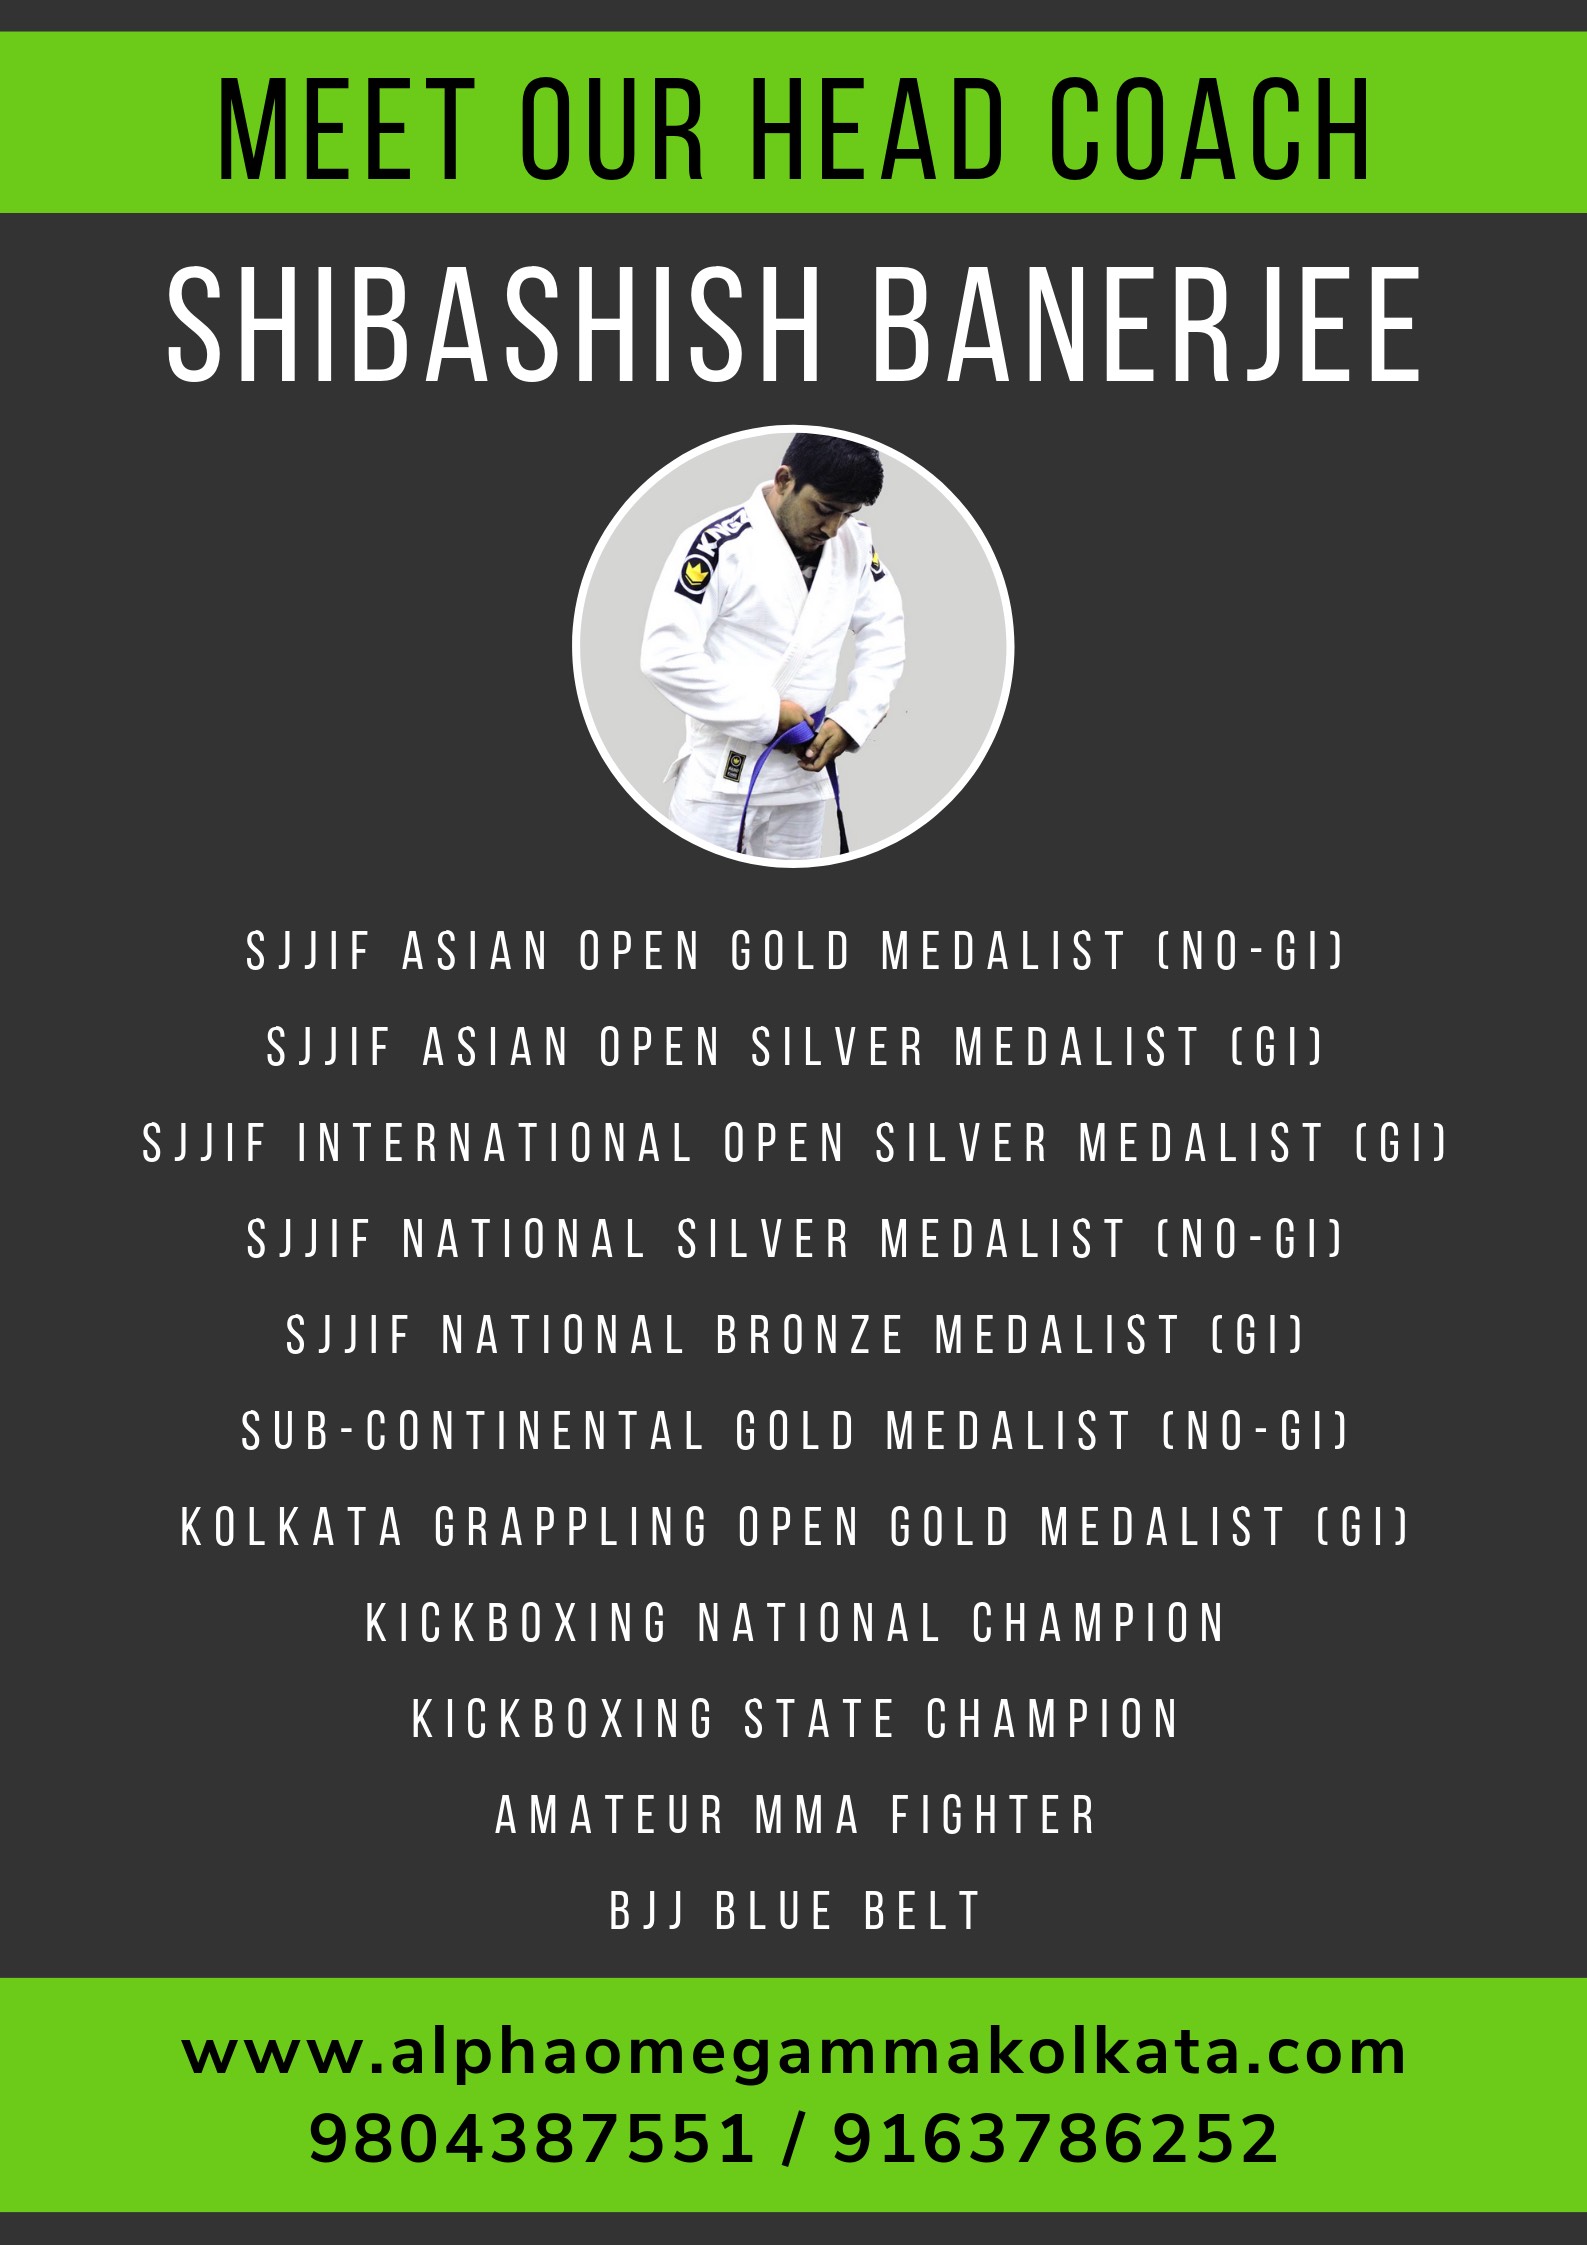 MEET OUR HEAD COACH
SHIBASHISH BANERJEE
KNGZ
SJJIF ASIAN OPEN GOLD MEDALIST (NO-GI)
SJJIF ASIAN OPEN SILVER MEDALIST (GI)
SJJIF INTERNATIONAL OPEN SILVER MEDALIST (GI)
SJJIF NATIONAL SILVER MEDALIST (NO-GI)
SJJIF NATIONAL BRONZE MEDALIST (GI)
SUB-CONTINENTAL GOLD MEDALIST (NO-GI)
KOLKATA GRAPPLING OPEN GOLD MEDALIST (GI)
KICKBOXING NATIONAL CHAMPION
KICKBOXING STATE CHAMPION
AMATEUR MMA FIGHTER
BJJ BLUE BELT
www.alphaomegammakolkata.com
9804387551 / 9163786252